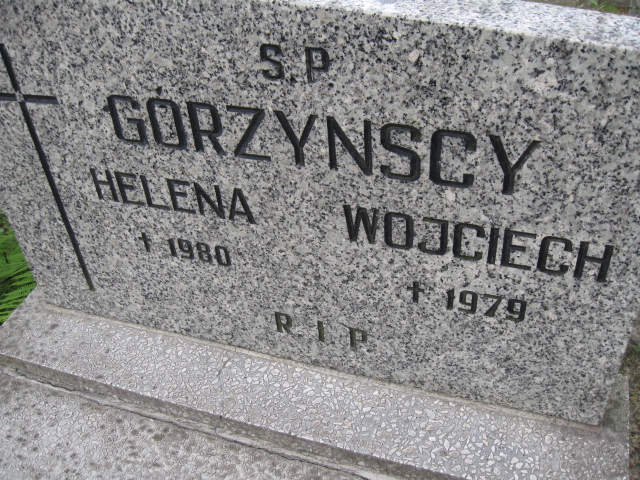 S.P
GÓRZYNSCY
HELENA WOJCIECH
† 1980 † 1979
R I P